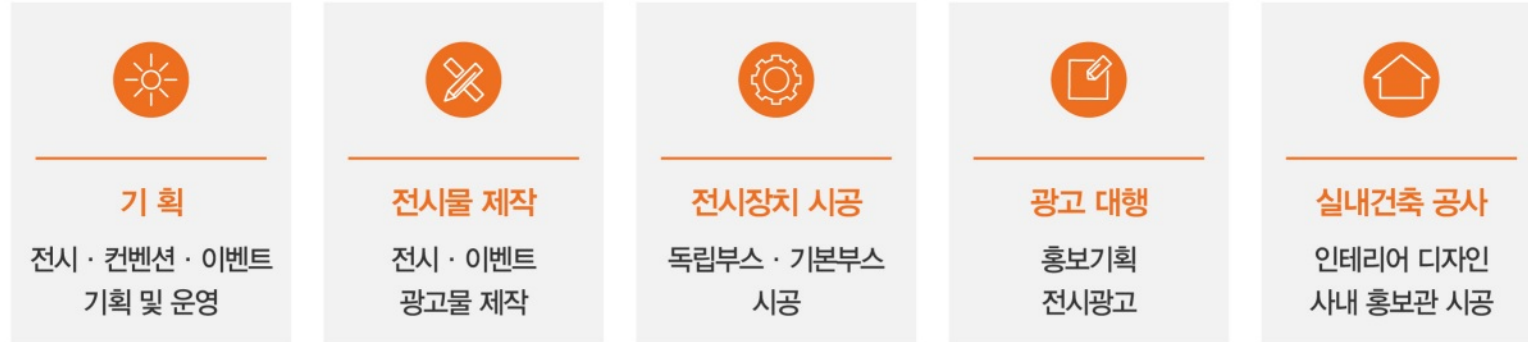 기 획
전시 · 컨벤션 · 이벤트
기획 및 운영
전시물 제작
전시 · 이벤트
광고물 제작
전시장치 시공
독립부스 · 기본부스
시공
광고 대행
홍보기획
전시광고
실내건축 공사
인테리어 디자인
사내 홍보관 시공